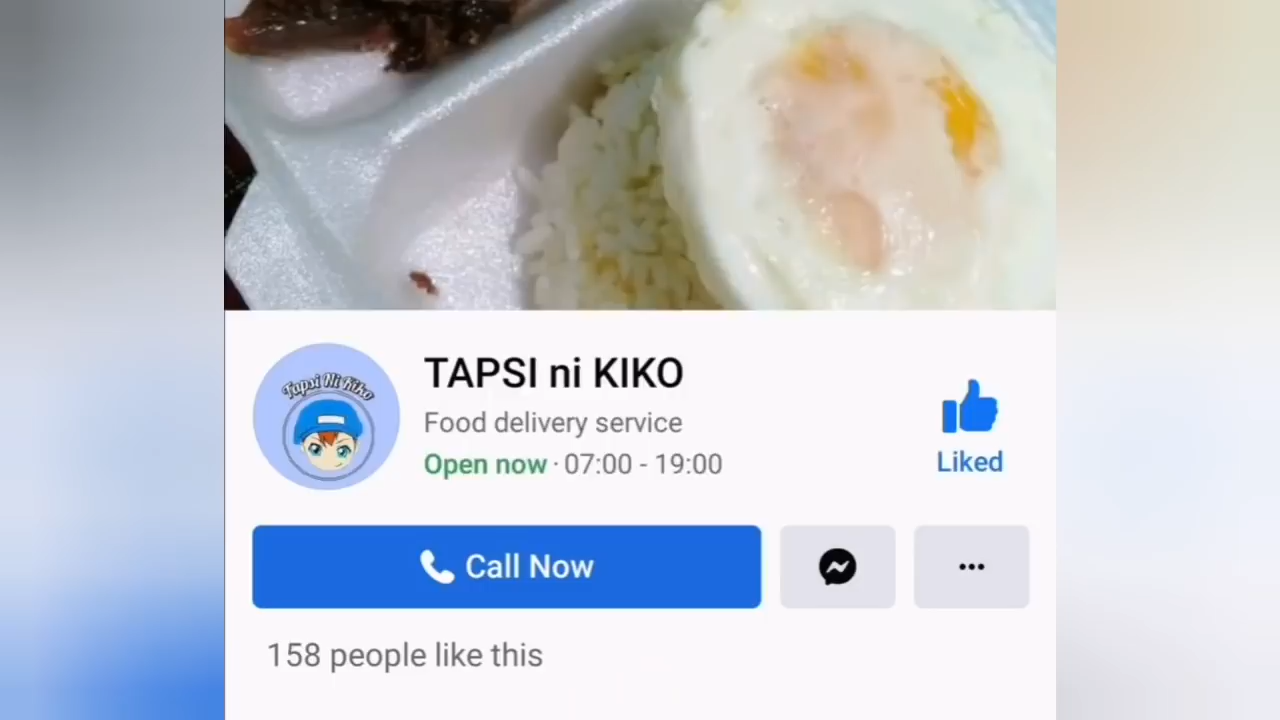 Tapsi Ni Kiko
TAPSI ni KIKO
Food delivery service
Open now · 07:00 - 19:00
Liked
Call Now
158 people like this